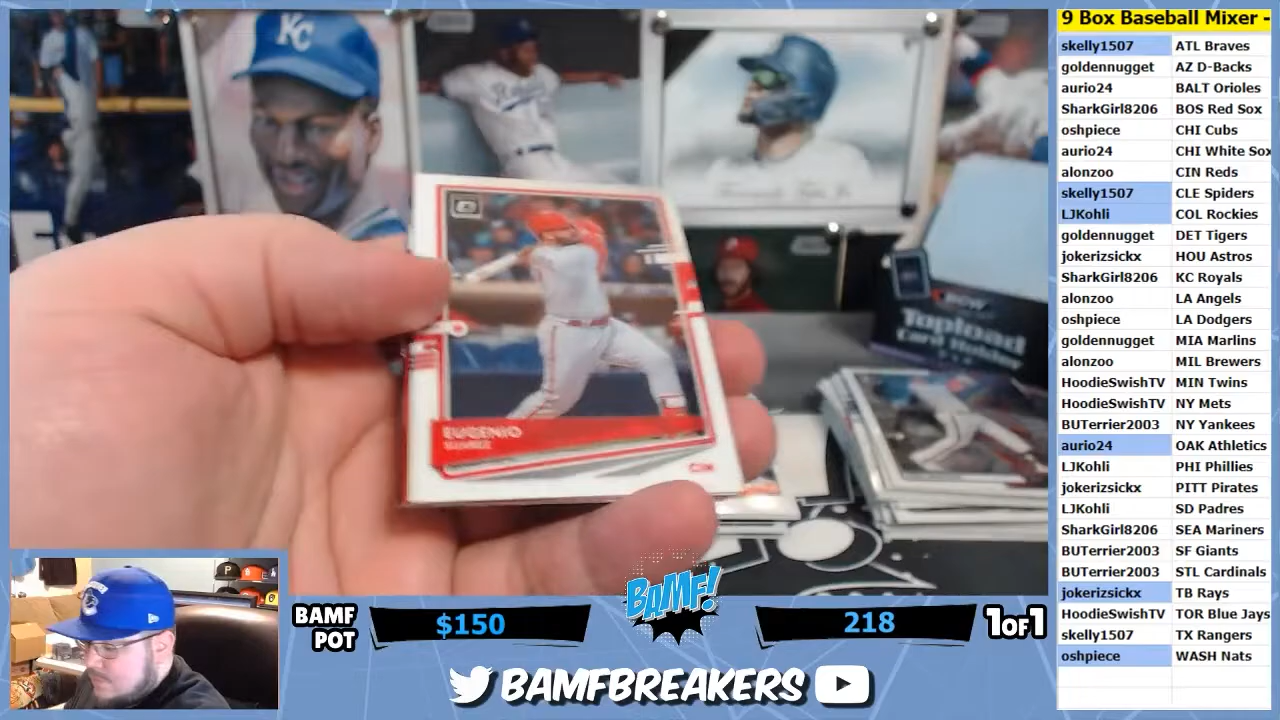 9 Box Baseball Mixer -
skelly1507 ATL Braves
goldennugget AZ D-Backs
aurio24 BALT Orioles
SharkGirl8206 BOS Red Sox
oshpiece CHI Cubs
aurio24 CHI White Sox
alonzoo CIN Reds
skelly1507 CLE Spiders
LJKohli COL Rockies
goldennugget DET Tigers
jokerizsickx HOU Astros
SharkGirl8206 KC Royals
alonzoo LA Angels
oshpiece LA Dodgers
goldennugget MIA Marlins
alonzoo MIL Brewers
HoodieSwishTV MIN Twins
HoodieSwishTV NY Mets
BUTerrier2003 NY Yankees
aurio24 OAK Athletics
LJKohli PHI Phillies
jokerizsickx PITT Pirates
LJKohli SD Padres
SharkGirl8206 SEA Mariners
BUTerrier2003 SF Giants
BUTerrier2003 STL Cardinals
jokerizsickx TB Rays
HoodieSwishTV TOR Blue Jays
skelly1507 TX Rangers
oshpiece WASH Nats
KC
Topload
Card Holder
EUGENIO
SUAREZ
CIN
BAMF
POT
$150
BAMF!
218
1OF1
BAMFBREAKERS